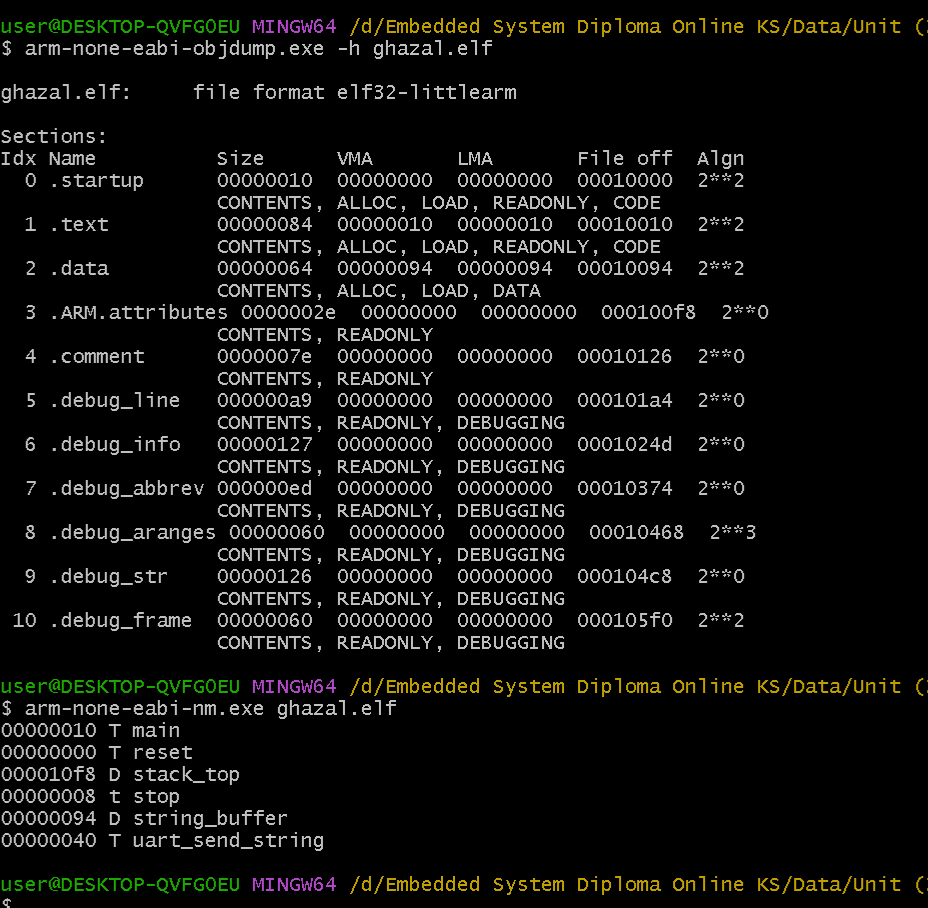 user@DESKTOP-QVFG0EU MINGW64 /d/Embedded System Diploma Online KS/Data/Unit (
$ arm-none-eabi-objdump.exe -h ghazal.elf
ghazal.elf:     file format elf32-littlearm
Sections:
Idx Name          Size      VMA       LMA       File off  Algn
  0 .startup      00000010  00000000  00000000  00010000  2**2
                  CONTENTS, ALLOC, LOAD, READONLY, CODE
  1 .text         00000084  00000010  00000010  00010010  2**2
                  CONTENTS, ALLOC, LOAD, READONLY, CODE
  2 .data         00000064  00000094  00000094  00010094  2**2
                  CONTENTS, ALLOC, LOAD, DATA
  3 .ARM.attributes 0000002e  00000000  00000000  000100f8  2**0
                  CONTENTS, READONLY
  4 .comment      0000007e  00000000  00000000  00010126  2**0
                  CONTENTS, READONLY
  5 .debug_line   000000a9  00000000  00000000  000101a4  2**0
                  CONTENTS, READONLY, DEBUGGING
  6 .debug_info   00000127  00000000  00000000  0001024d  2**0
                  CONTENTS, READONLY, DEBUGGING
  7 .debug_abbrev 000000ed  00000000  00000000  00010374  2**0
                  CONTENTS, READONLY, DEBUGGING
  8 .debug_aranges 00000060  00000000  00000000  00010468  2**3
                  CONTENTS, READONLY, DEBUGGING
  9 .debug_str    00000126  00000000  00000000  000104c8  2**0
                  CONTENTS, READONLY, DEBUGGING
 10 .debug_frame  00000060  00000000  00000000  000105f0  2**2
                  CONTENTS, READONLY, DEBUGGING
user@DESKTOP-QVFG0EU MINGW64 /d/Embedded System Diploma Online KS/Data/Unit (
$ arm-none-eabi-nm.exe ghazal.elf
00000010 T main
00000000 T reset
000010f8 D stack_top
00000008 t stop
00000094 D string_buffer
00000040 T uart_send_string
user@DESKTOP-QVFG0EU MINGW64 /d/Embedded System Diploma Online KS/Data/Unit (
$